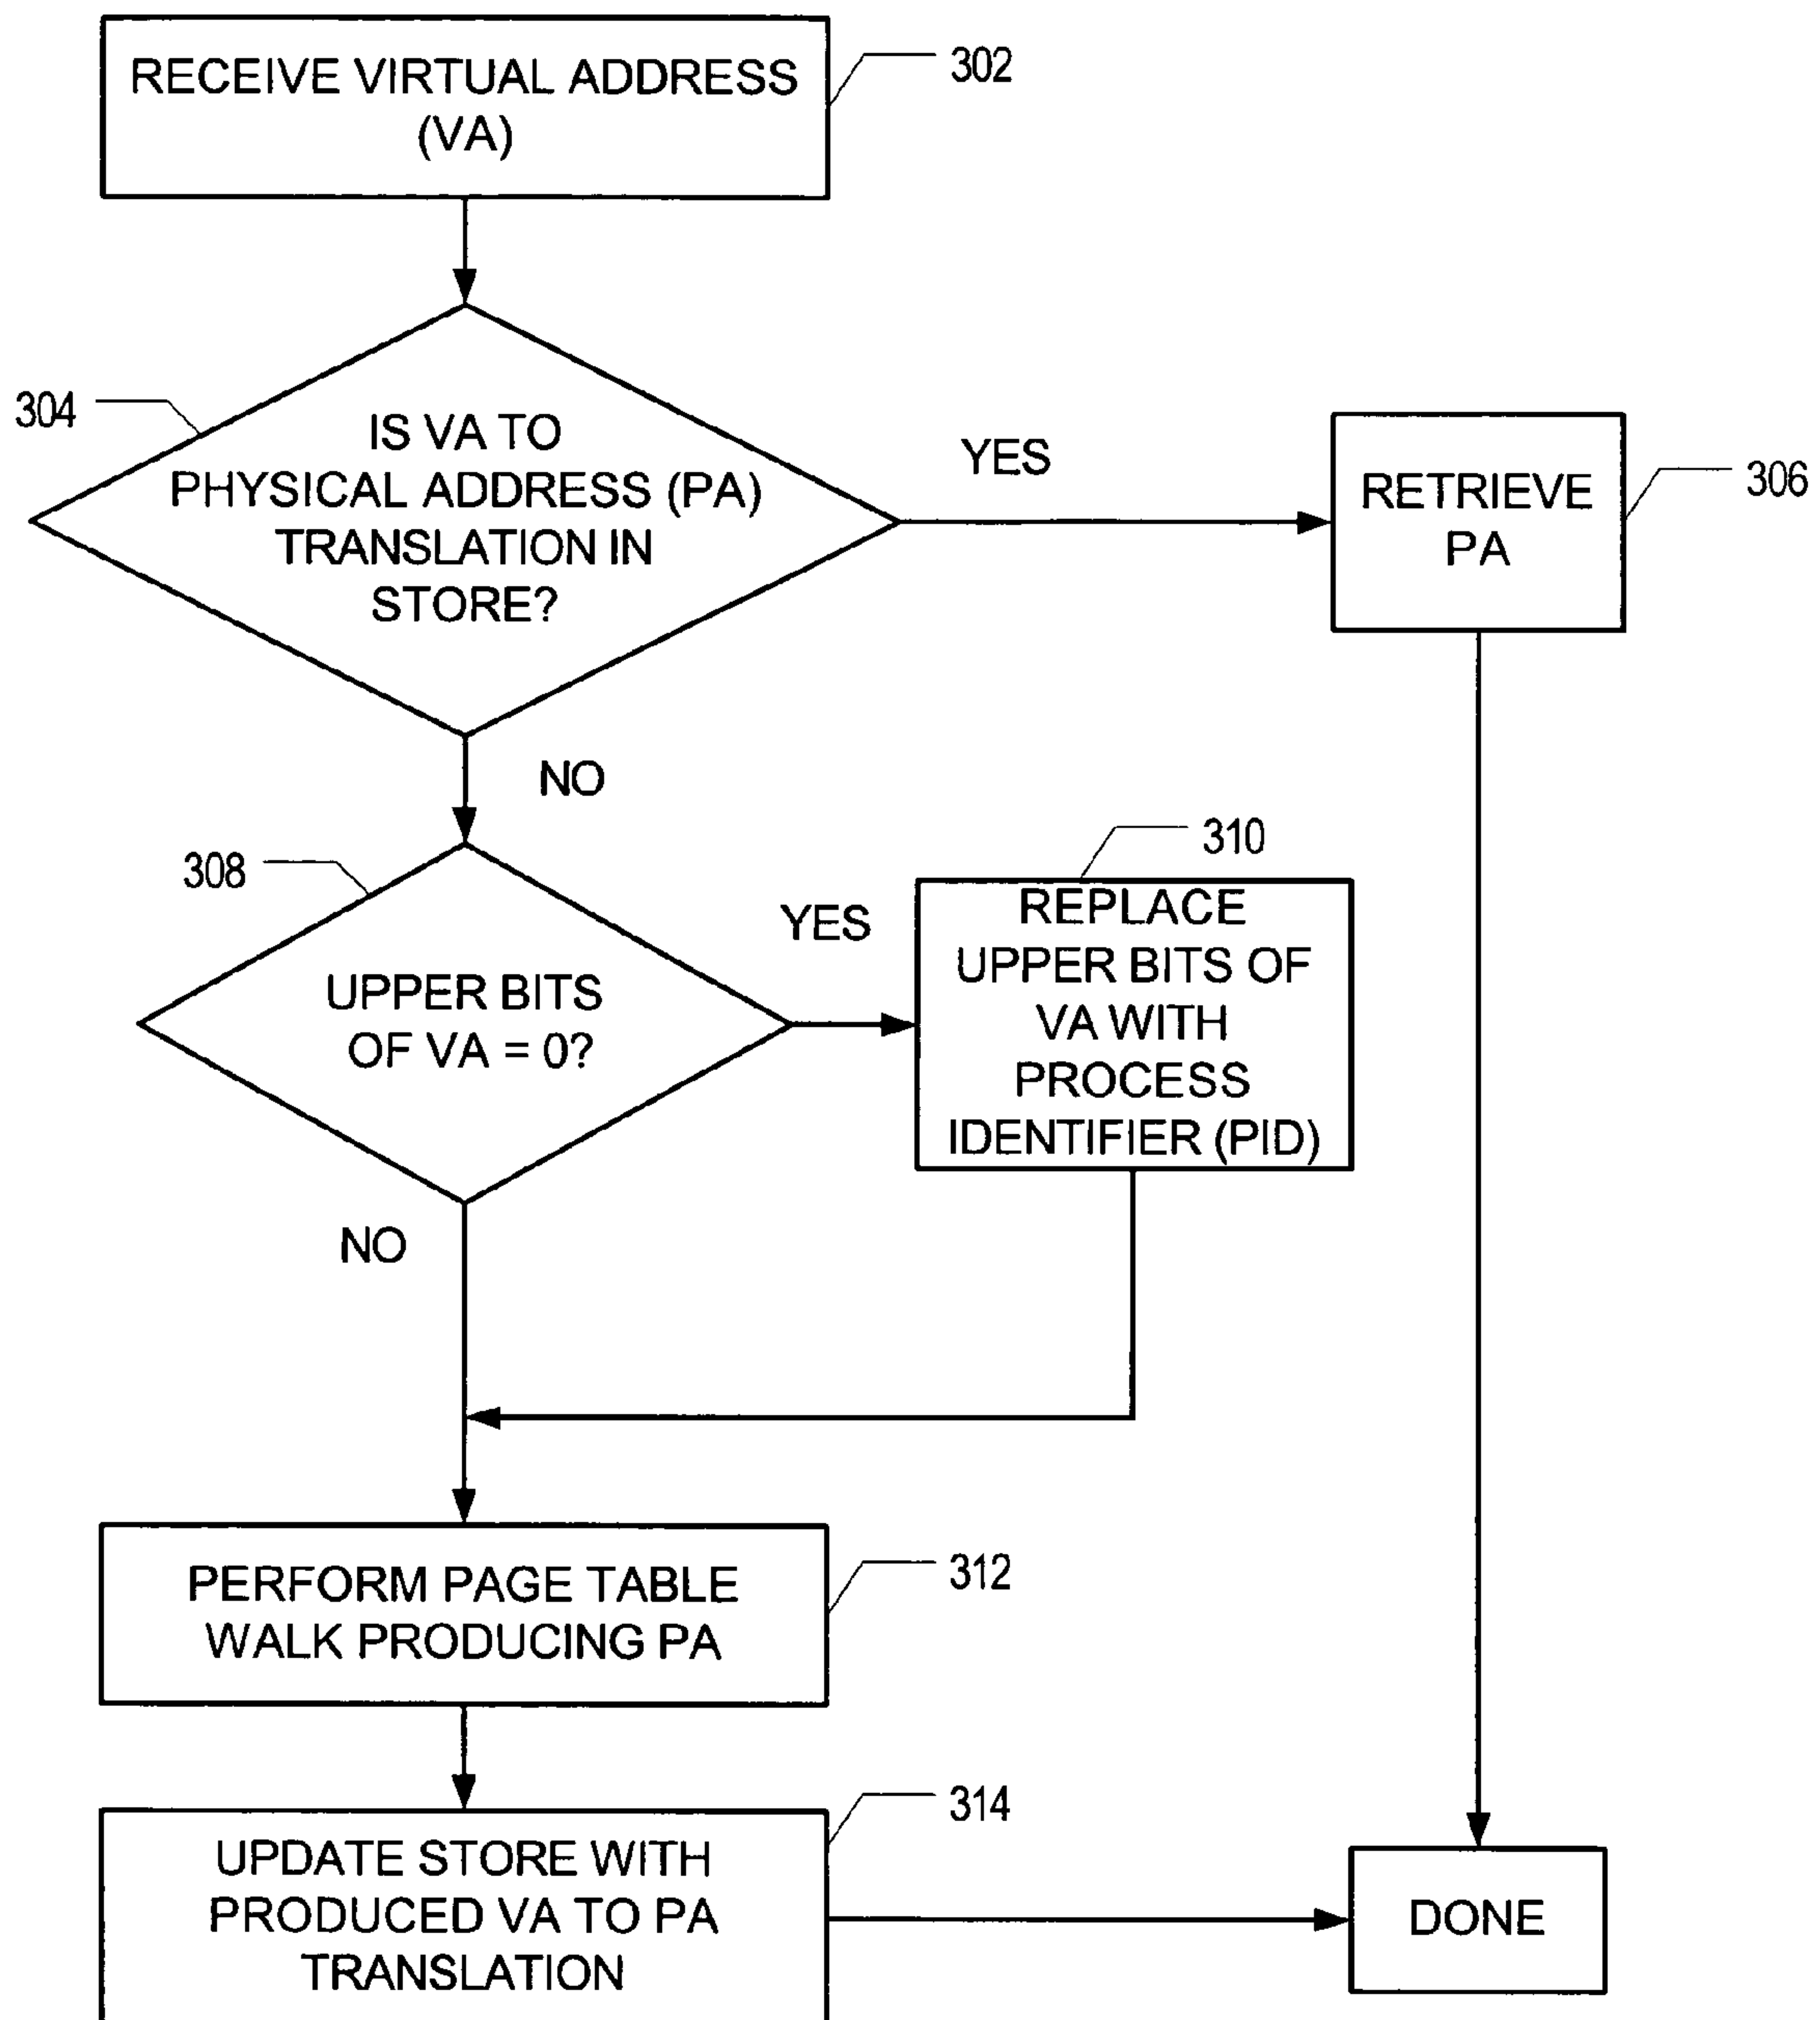 RECEIVE VIRTUAL ADDRESS
(VA)
302
304
IS VA TO
PHYSICAL ADDRESS (PA)
TRANSLATION IN
STORE?
YES
RETRIEVE
PA
306
NO
308
UPPER BITS
OF VA = 0?
YES
310
REPLACE
UPPER BITS OF
VA WITH
PROCESS
IDENTIFIER (PID)
NO
PERFORM PAGE TABLE
WALK PRODUCING PA
312
UPDATE STORE WITH
PRODUCED VA TO PA
TRANSLATION
314
DONE